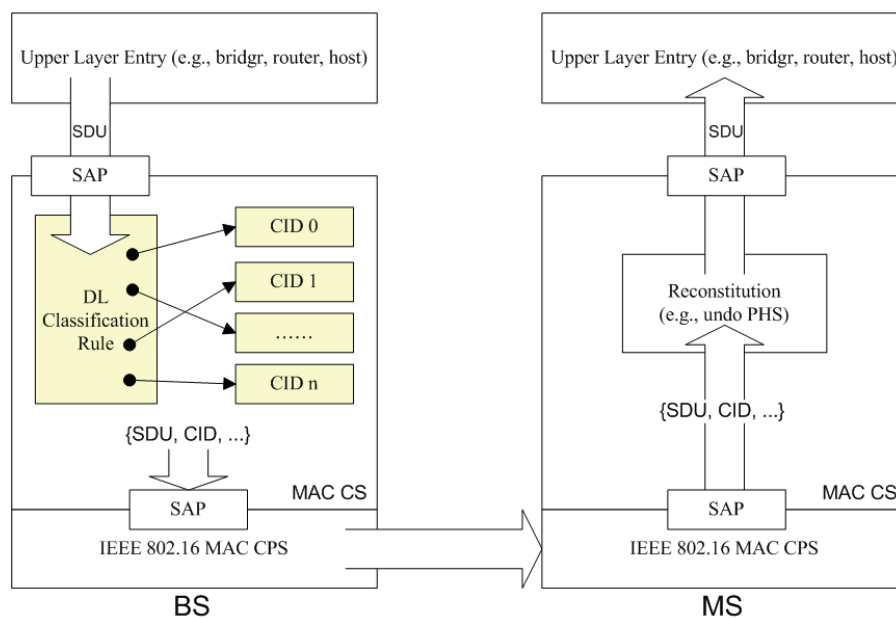 Upper Layer Entry (e.g., bridgr, router, host)
SDU
SAP
DL
Classification
Rule
CID 0
CID 1
......
CID n
{SDU, CID, ...}
MAC CS
SAP
IEEE 802.16 MAC CPS
BS
Upper Layer Entry (e.g., bridgr, router, host)
SDU
SAP
Reconstitution
(e.g., undo PHS)
{SDU, CID, ...}
MAC CS
SAP
IEEE 802.16 MAC CPS
MS